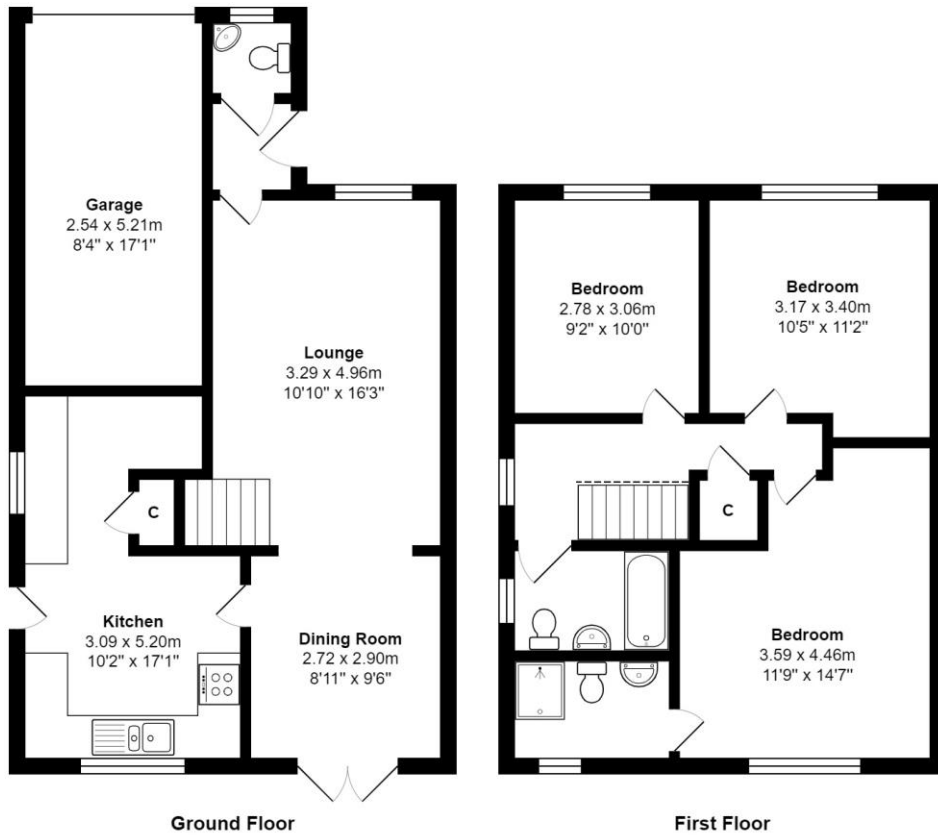 Garage
2.54 x 5.21m
8'4" x 17'1"
Lounge
3.29 x 4.96m
10'10" x 16'3"
C
Kitchen
3.09 x 5.20m
10'2" x 17'1"
Dining Room
2.72 x 2.90m
8'11" x 9'6"
Ground Floor
Bedroom
2.78 x 3.06m
9'2" x 10'0"
Bedroom
3.17 x 3.40m
10'5" x 11'2"
C
Bedroom
3.59 x 4.46m
11'9" x 14'7"
First Floor